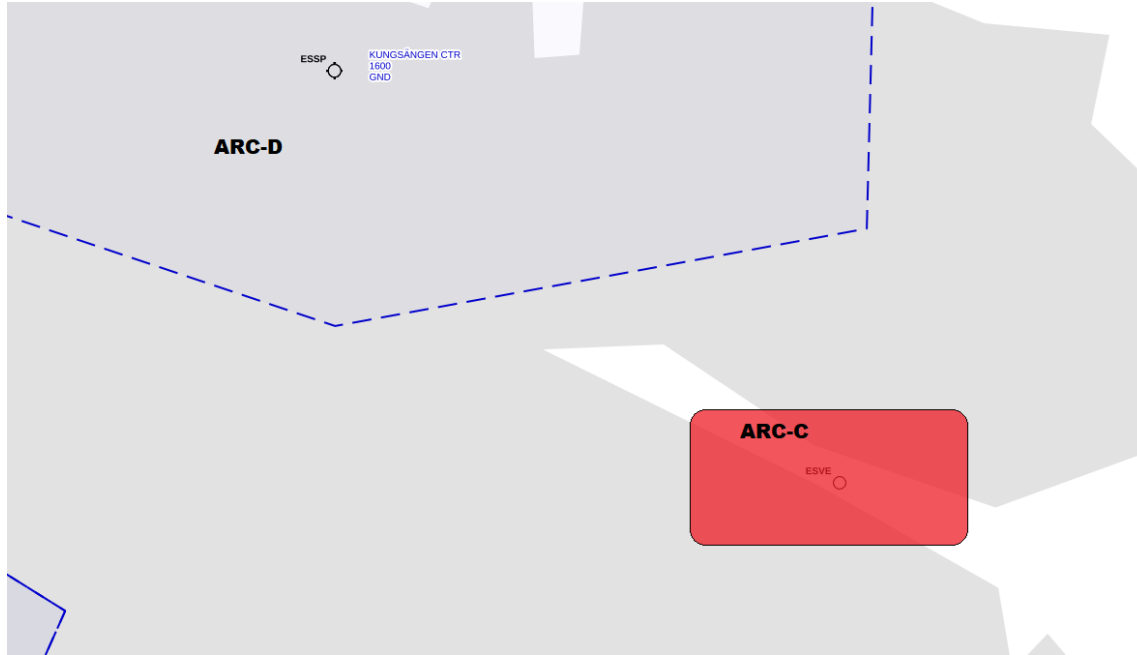 ESSP
KUNGSÄNGEN CTR
1600
GND
ARC-D
ARC-C
ESVE